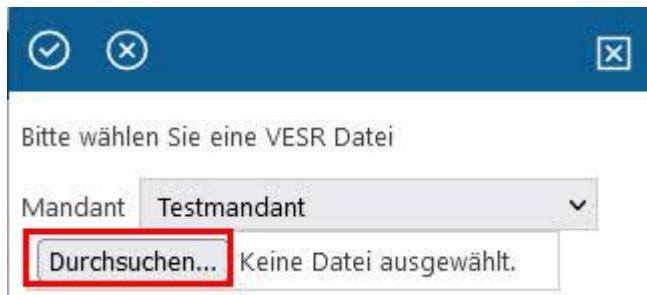 Bitte wählen Sie eine VESR Datei
Mandant Testmandant
Durchsuchen... Keine Datei ausgewählt.